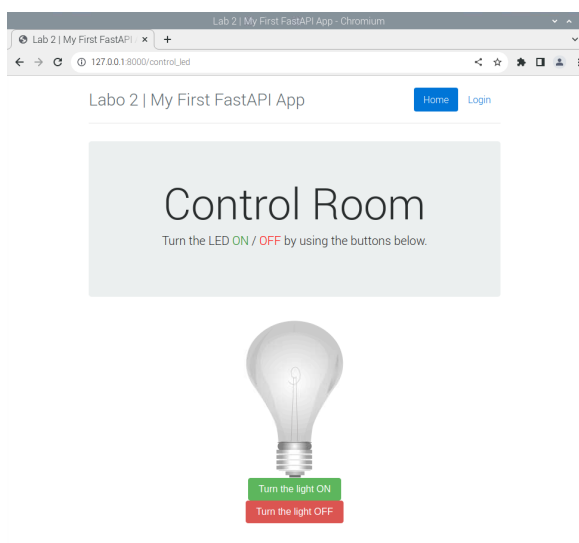 Lab 2 | My First FastAPI App - Chromium
Lab 2 | My First FastAPI A
127.0.0.1:8000/control_led
Labo 2 | My First FastAPI App
Home
Login
Control Room
Turn the LED ON / OFF by using the buttons below.
Turn the light ON
Turn the light OFF